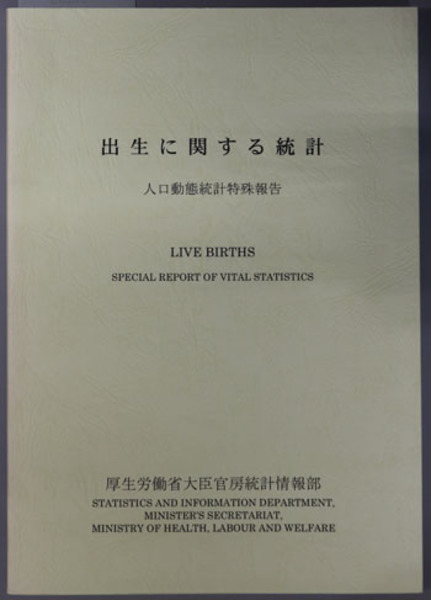 出生に関する統計
人口動態統計特殊報告
LIVE BIRTHS
SPECIAL REPORT OF VITAL STATISTICS
厚生労働省大臣官房統計情報部
STATISTICS AND INFORMATION DEPARTMENT,
MINISTER'S SECRETARIAT,
MINISTRY OF HEALTH, LABOUR AND WELFARE